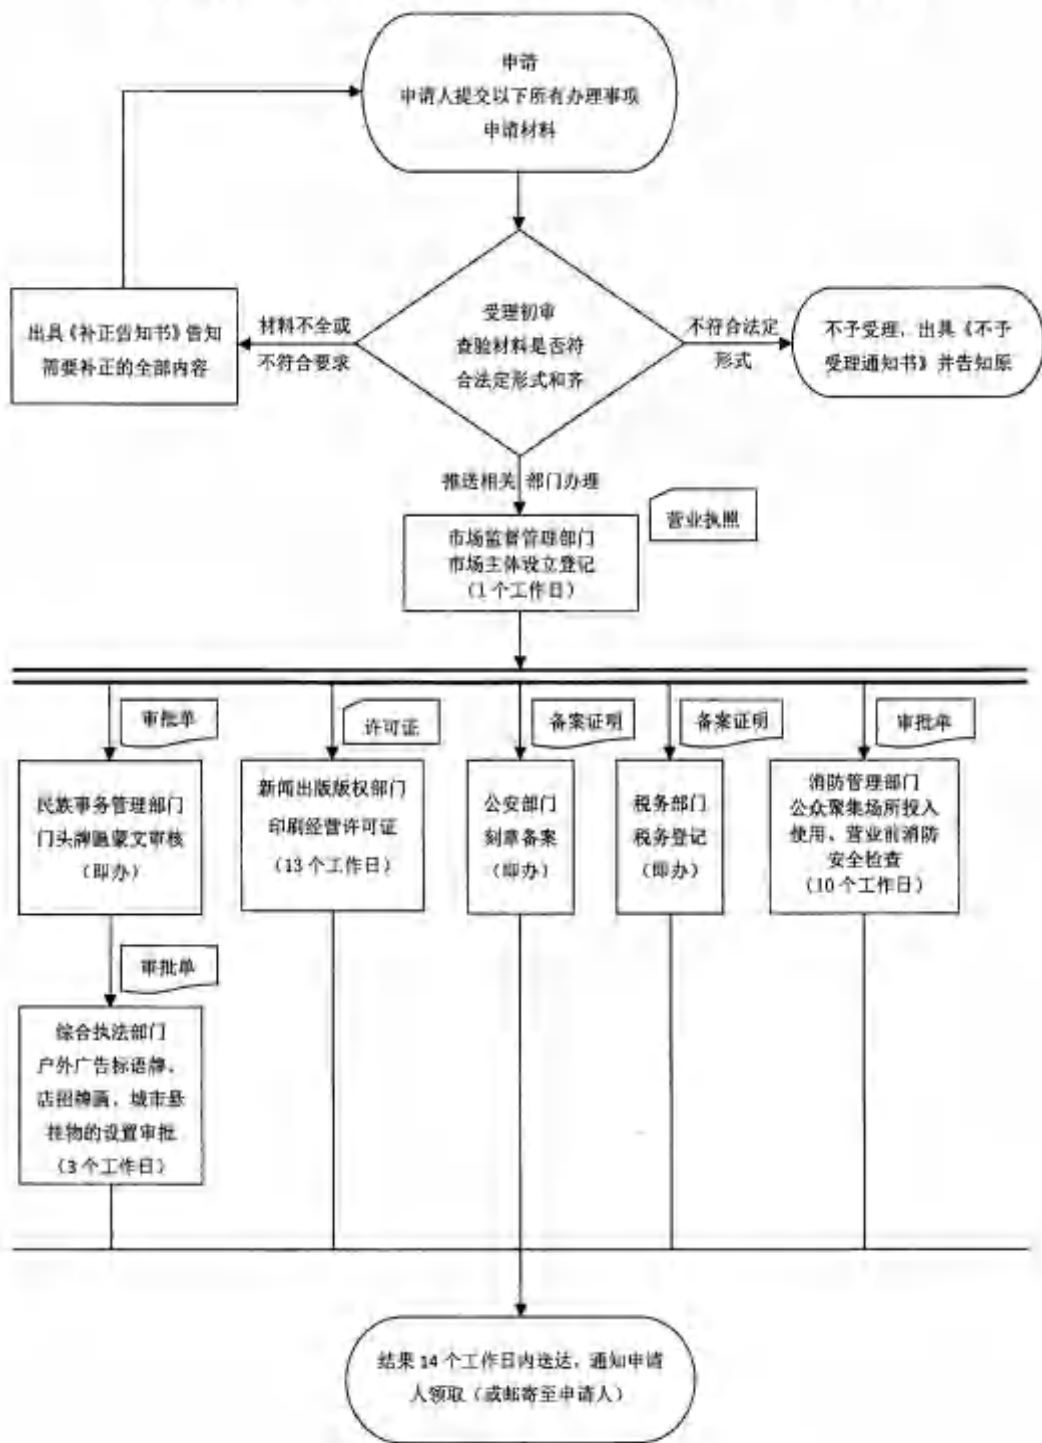 申请
申请人提交以下所有办理事项
申请材料
受理初审
查验材料是否符
合法定形式和齐
材料不全或
不符合要求
出具《补正告知书》告知
需要补正的全部内容
不符合法定
形式
不予受理，出具《不予
受理通知书》并告知原
推送相关 部门办理
营业执照
市场监督管理部门
市场主体设立登记
（1个工作日）
审批单
许可证
备案证明
备案证明
审批单
民族事务管理部门
门头牌匾蒙文审核
（即办）
新闻出版版权部门
印刷经营许可证
（13个工作日）
公安部门
刻章备案
（即办）
税务部门
税务登记
（即办）
消防管理部门
公众聚集场所投入
使用、营业前消防
安全检查
（10个工作日）
审批单
综合执法部门
户外广告标语牌、
店招牌匾、城市悬
挂物的设置审批
（3个工作日）
结果14个工作日内送达，通知申请
人领取（或邮寄至申请人）